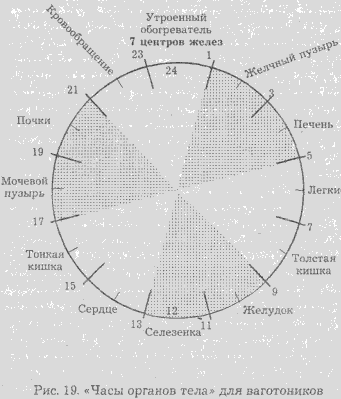 Утроенный
обогреватель
7 центров желез
Кровообращение
23
24
1
Желчный пузырь
21
3
Почки
Печень
19
5
Мочевой
пузырь
Легкие
17
7
Тонкая
кишка
Толстая
кишка
15
9
Сердце
Желудок
13
12
11
Селезенка
Рис. 19. «Часы органов тела» для ваготоников